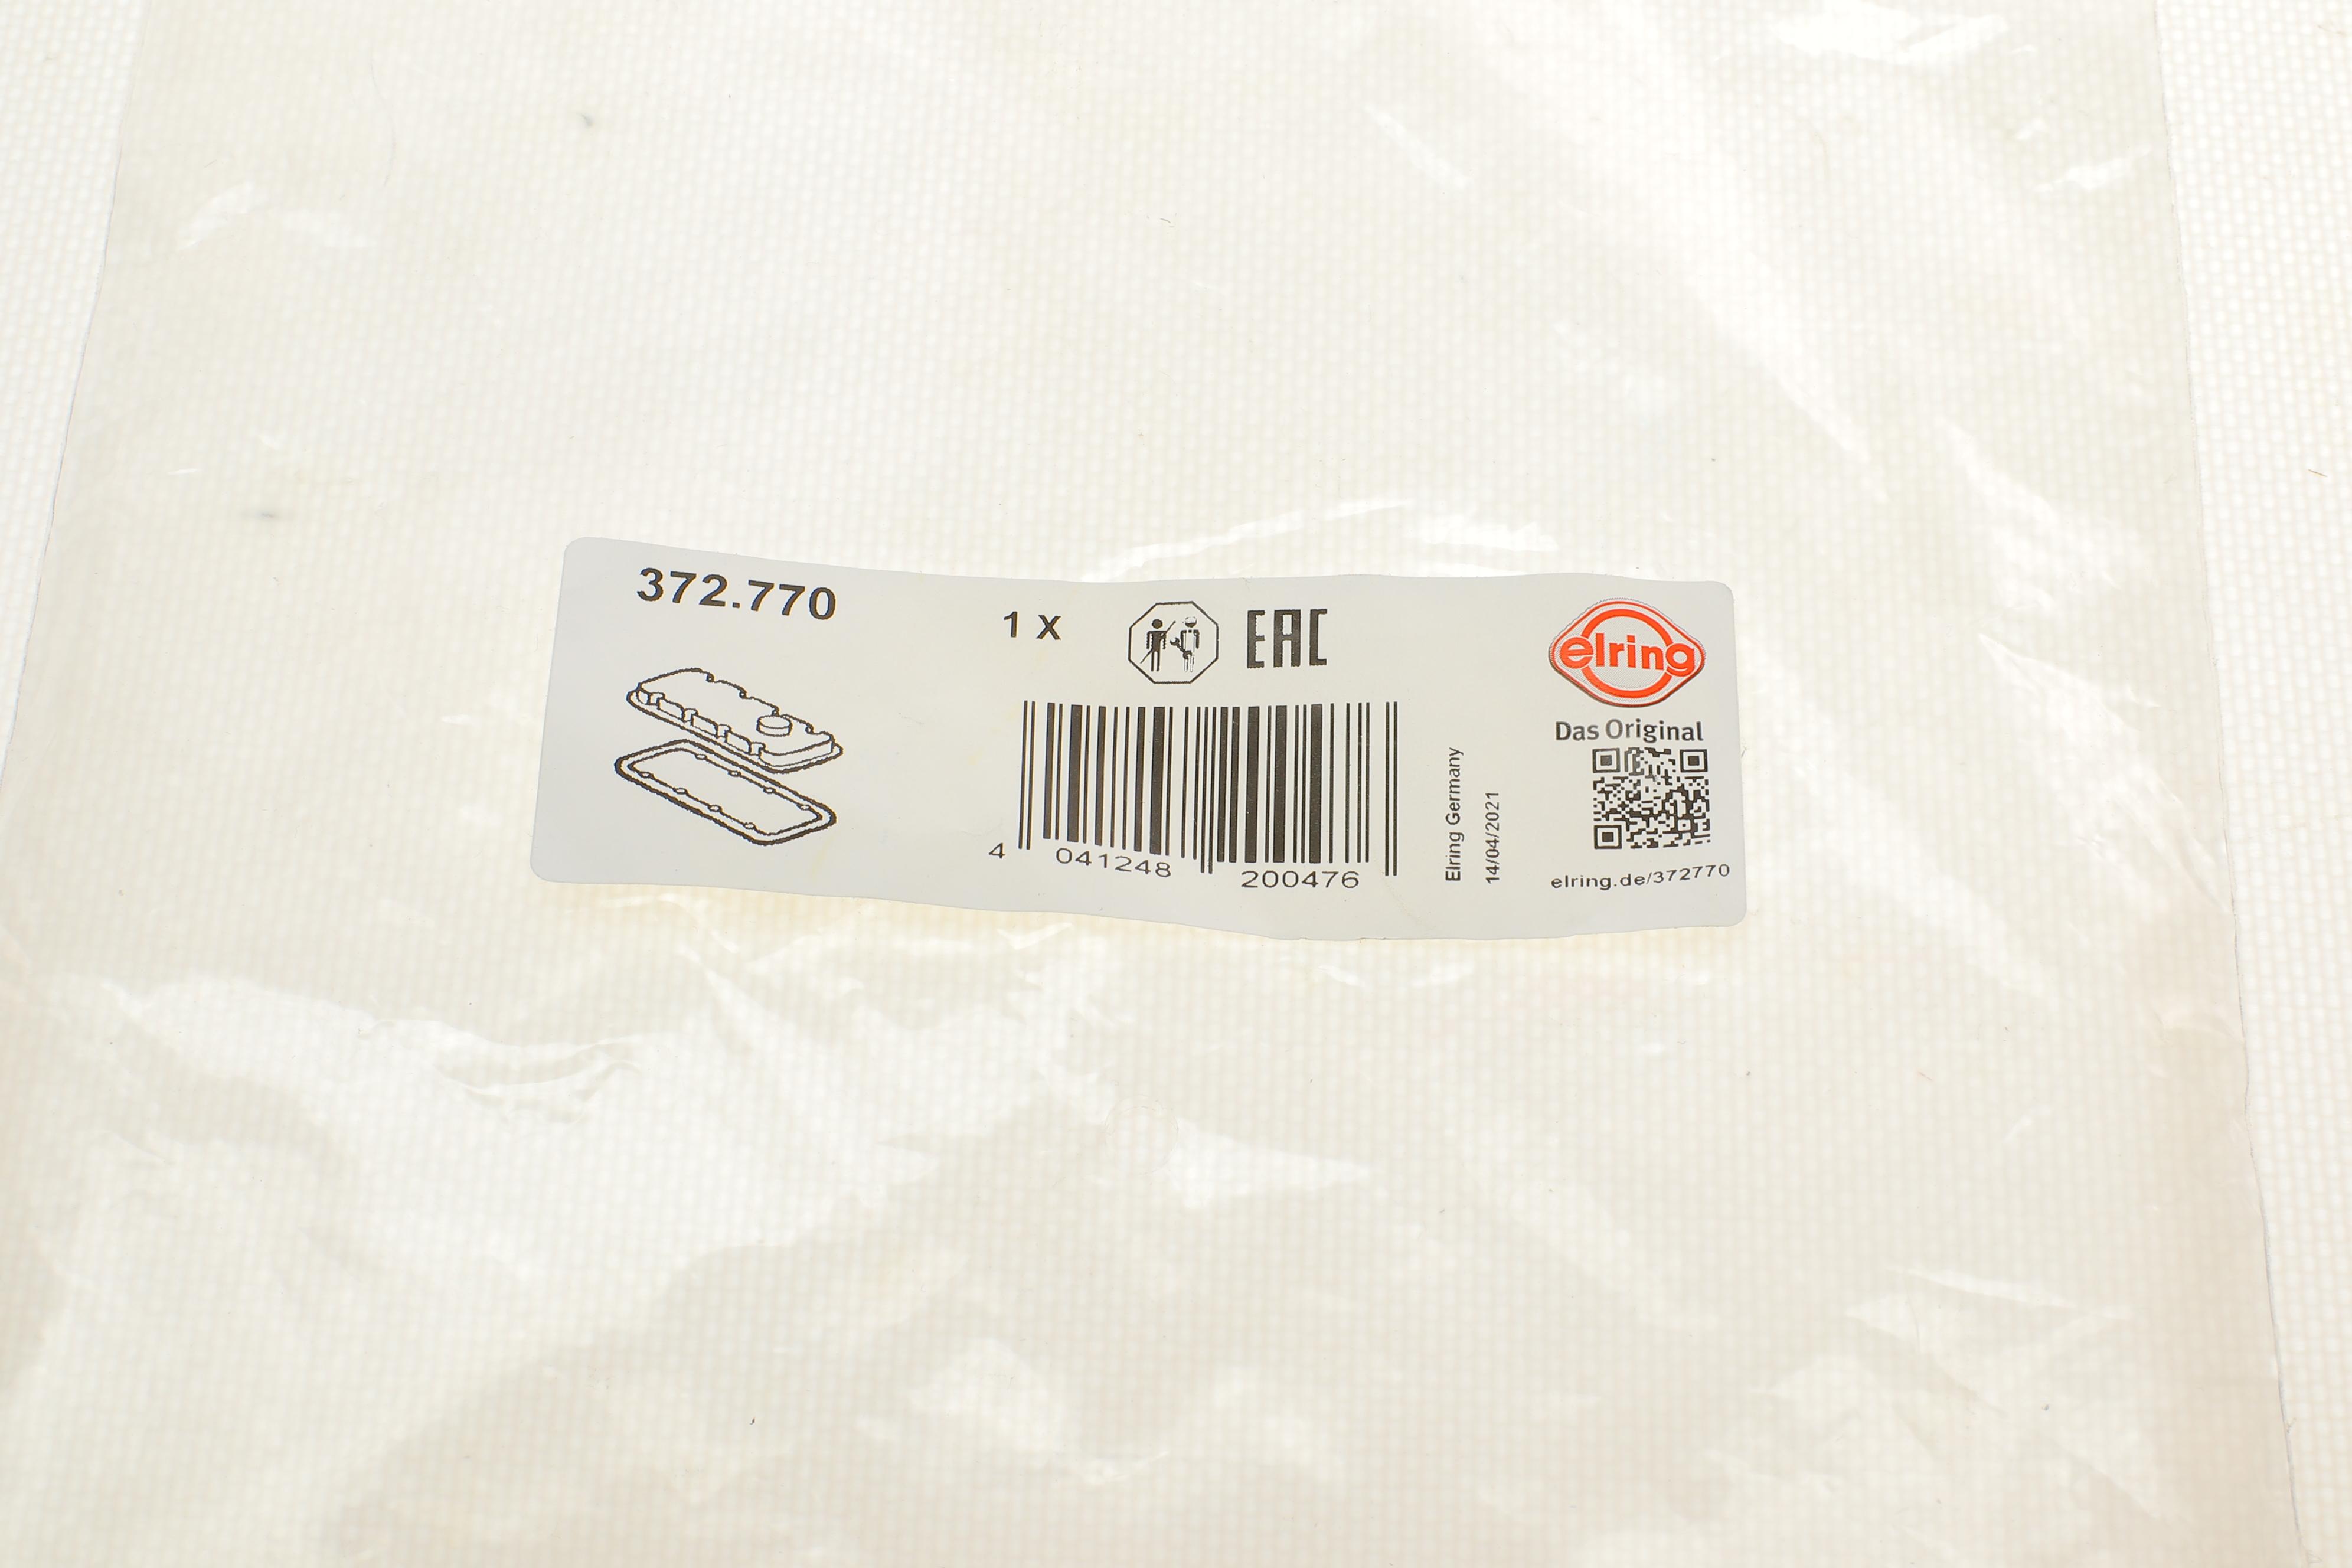 372.770
1 X
EAC
elring
Das Original
4 041248 200476
Elring Germany
14/04/2021
elring.de/372770